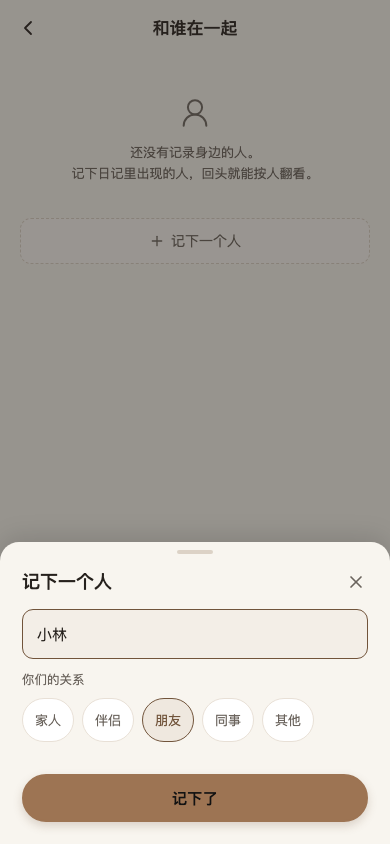 和谁在一起
还没有记录身边的人。
记下日记里出现的人，回头就能按人翻看。
记下一个人
记下一个人
小林
你们的关系
家人 伴侣 朋友 同事 其他
记下了